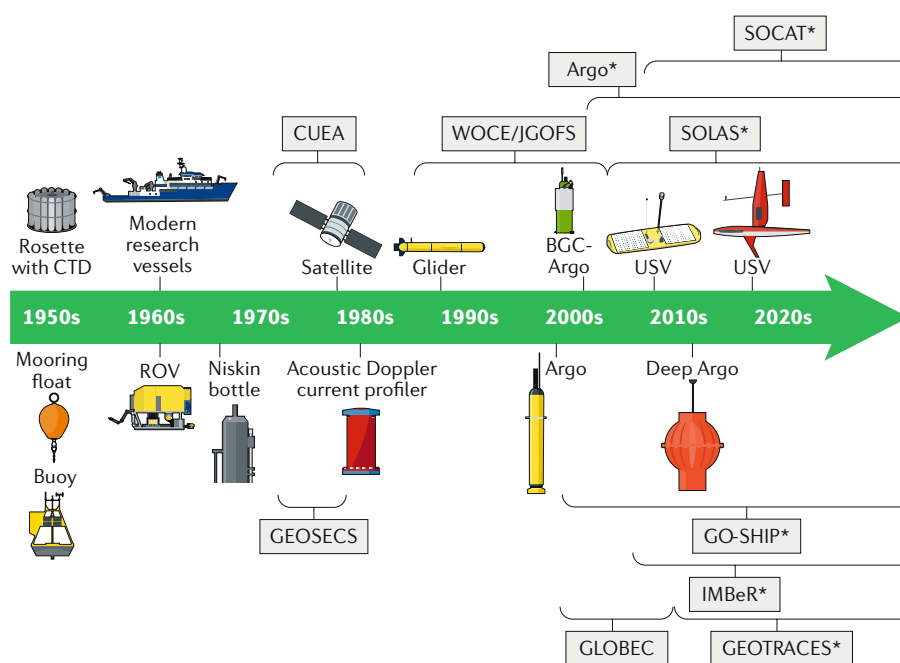 SOCAT*
Argo*
CUEA
WOCE/JGOFS
SOLAS*
Rosette
with CTD
Modern
research
vessels
Satellite
Glider
BGC-
Argo
USV
USV
1950s
1960s
1970s
1980s
1990s
2000s
2010s
2020s
Mooring
float
ROV
Niskin
bottle
Acoustic Doppler
current profiler
Argo
Deep Argo
Buoy
GEOSECS
GO-SHIP*
IMBeR*
GLOBEC
GEOTRACES*